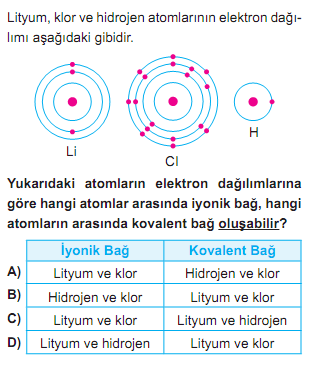 Lityum, klor ve hidrojen atomlarının elektron dağı-
lımı aşağıdaki gibidir.
Li
Cl
H
Yukarıdaki atomların elektron dağılımlarına
göre hangi atomlar arasında iyonik bağ, hangi
atomların arasında kovalent bağ oluşabilir?
İyonik Bağ Kovalent Bağ
A) Lityum ve klor Hidrojen ve klor
B) Hidrojen ve klor Lityum ve klor
C) Lityum ve klor Lityum ve hidrojen
D) Lityum ve hidrojen Lityum ve klor